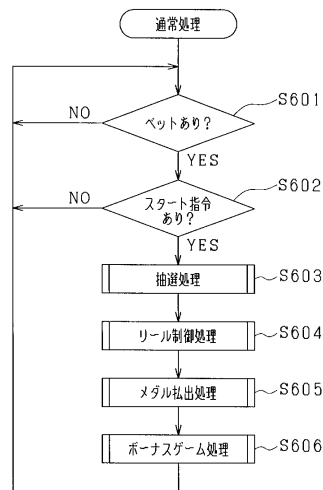 通常処理
ベットあり?
S601
NO
YES
スタート指令
あり?
S602
NO
YES
抽選処理
S603
リール制御処理
S604
メダル払出処理
S605
ボーナスゲーム処理
S606